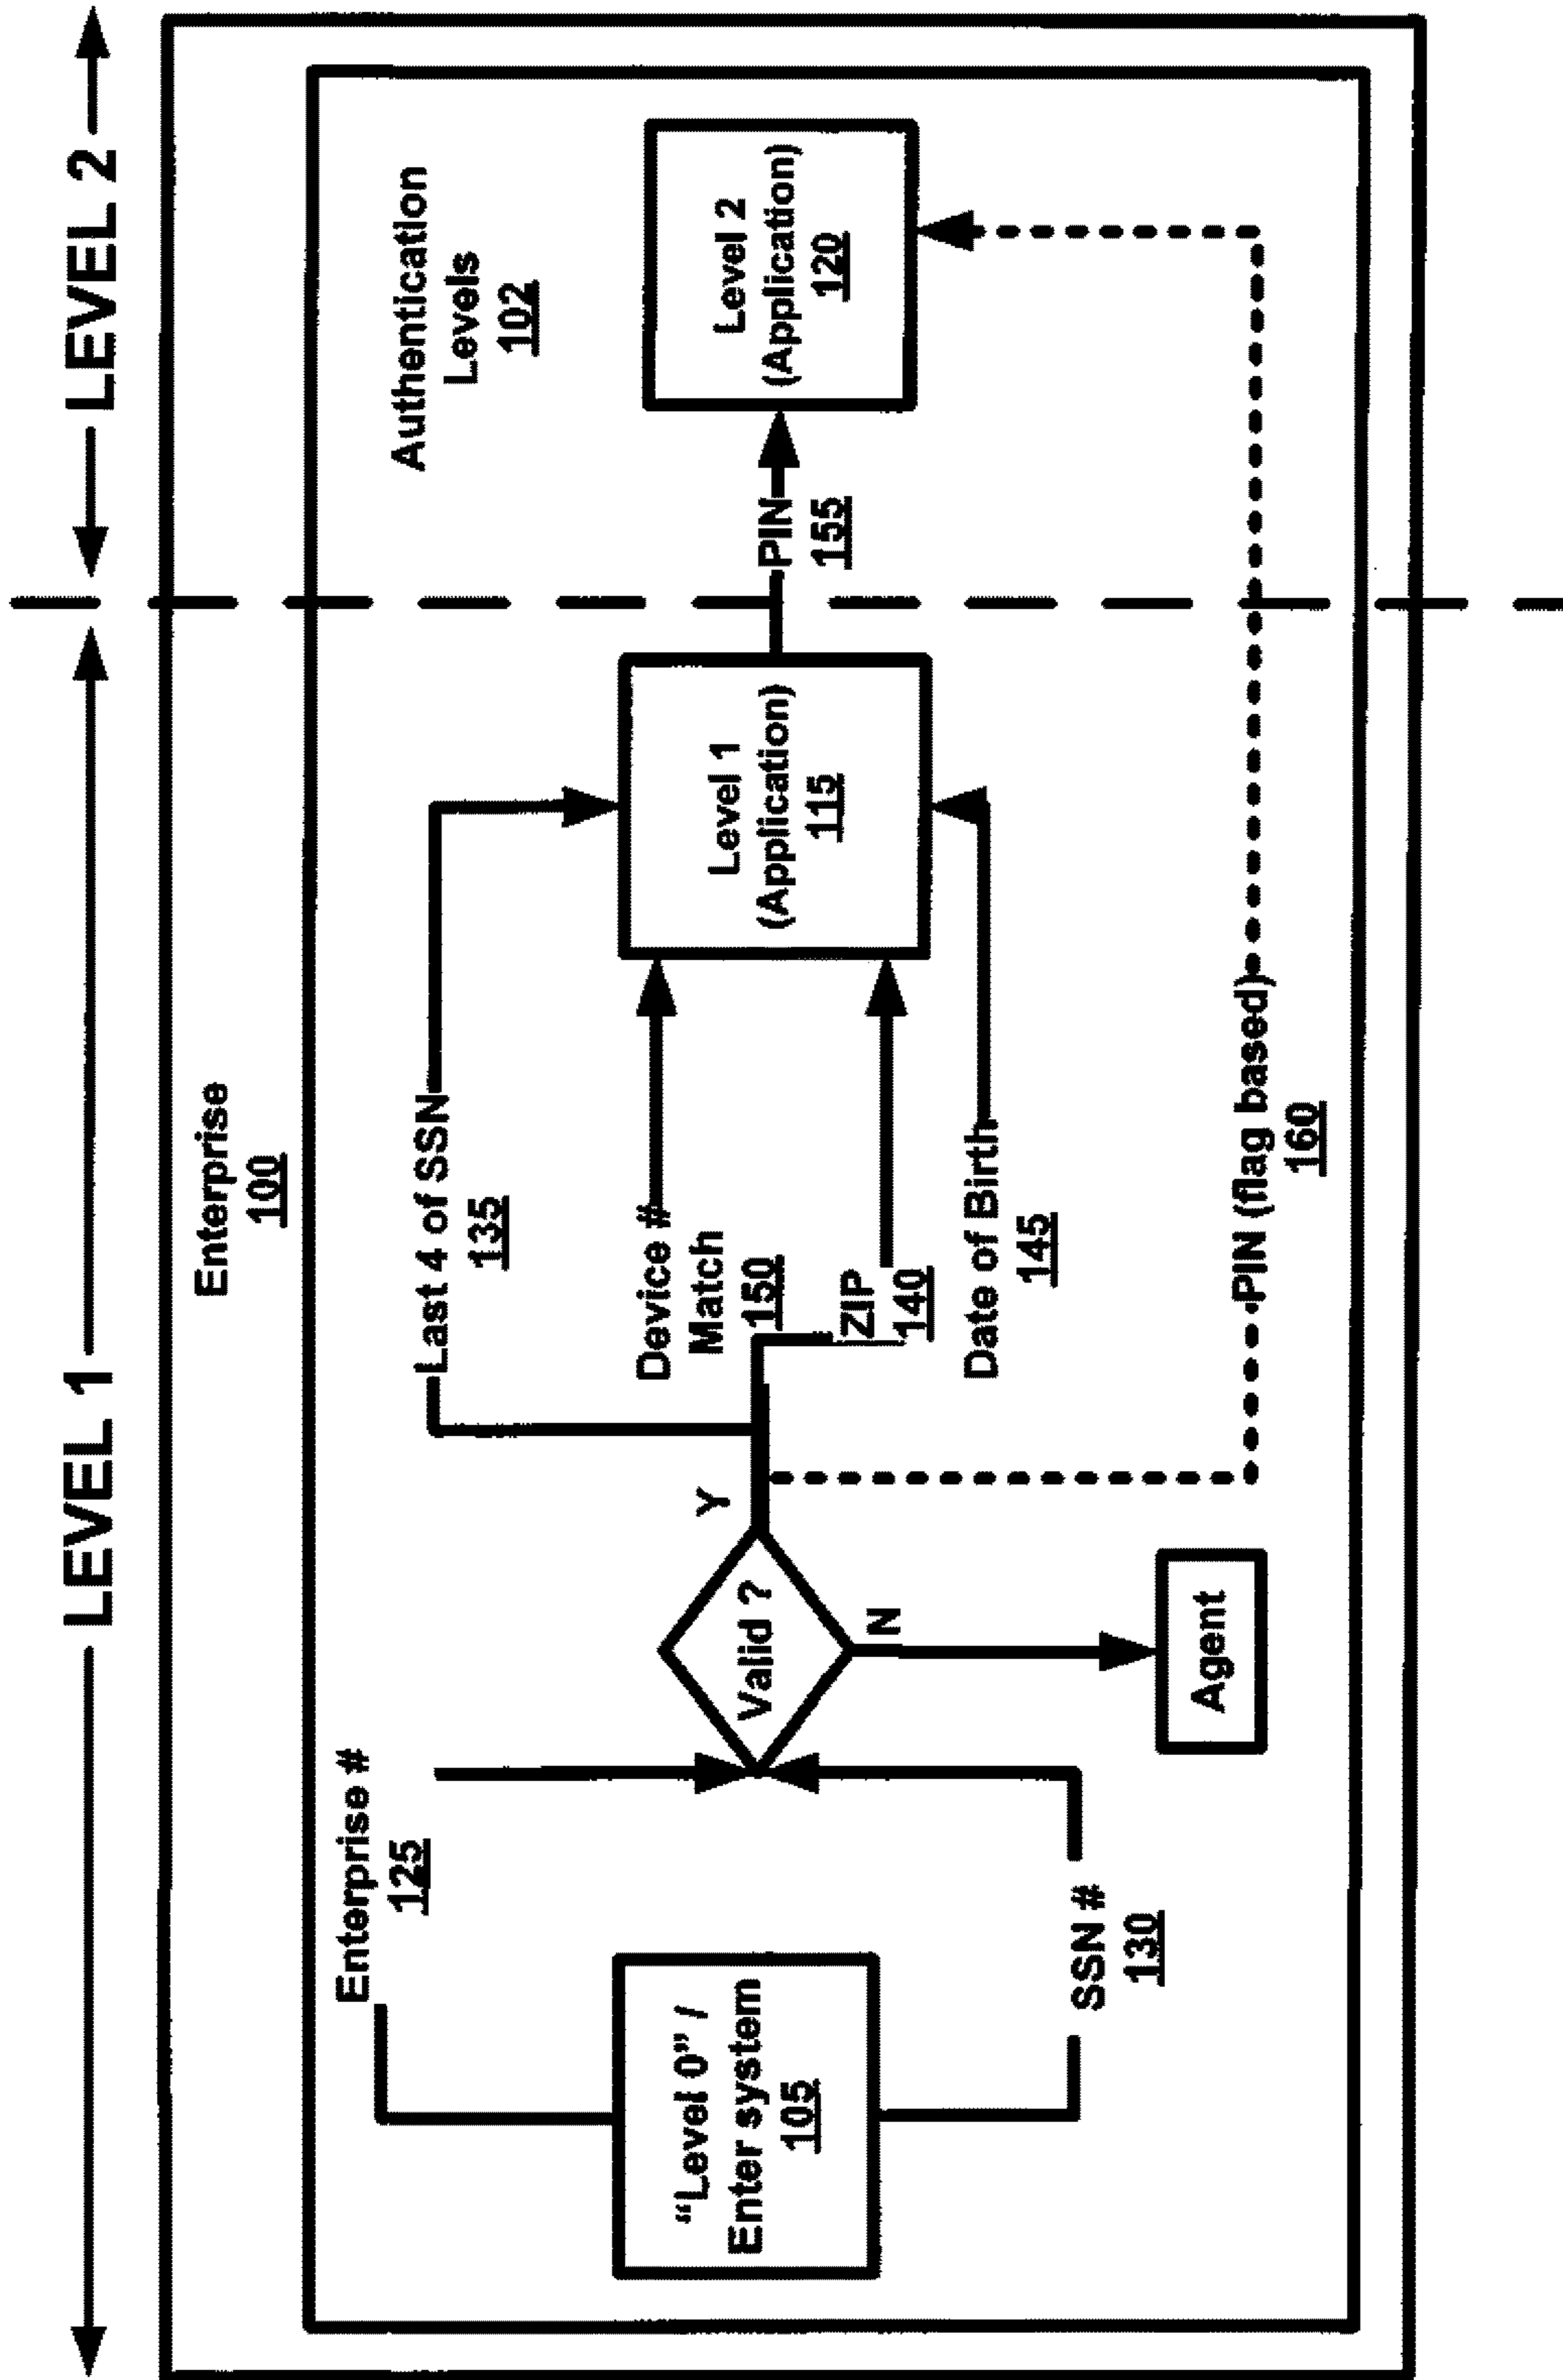 LEVEL 1
LEVEL 2
Enterprise
100
Authentication
Levels
102
Enterprise #
125
"Level 0" /
Enter system
105
SSN #
130
Valid ?
Y
N
Agent
Last 4 of SSN
135
Device #
Match
150
ZIP
140
Date of Birth
145
PIN (flag based)
160
Level 1
(Application)
115
PIN
155
Level 2
(Application)
120